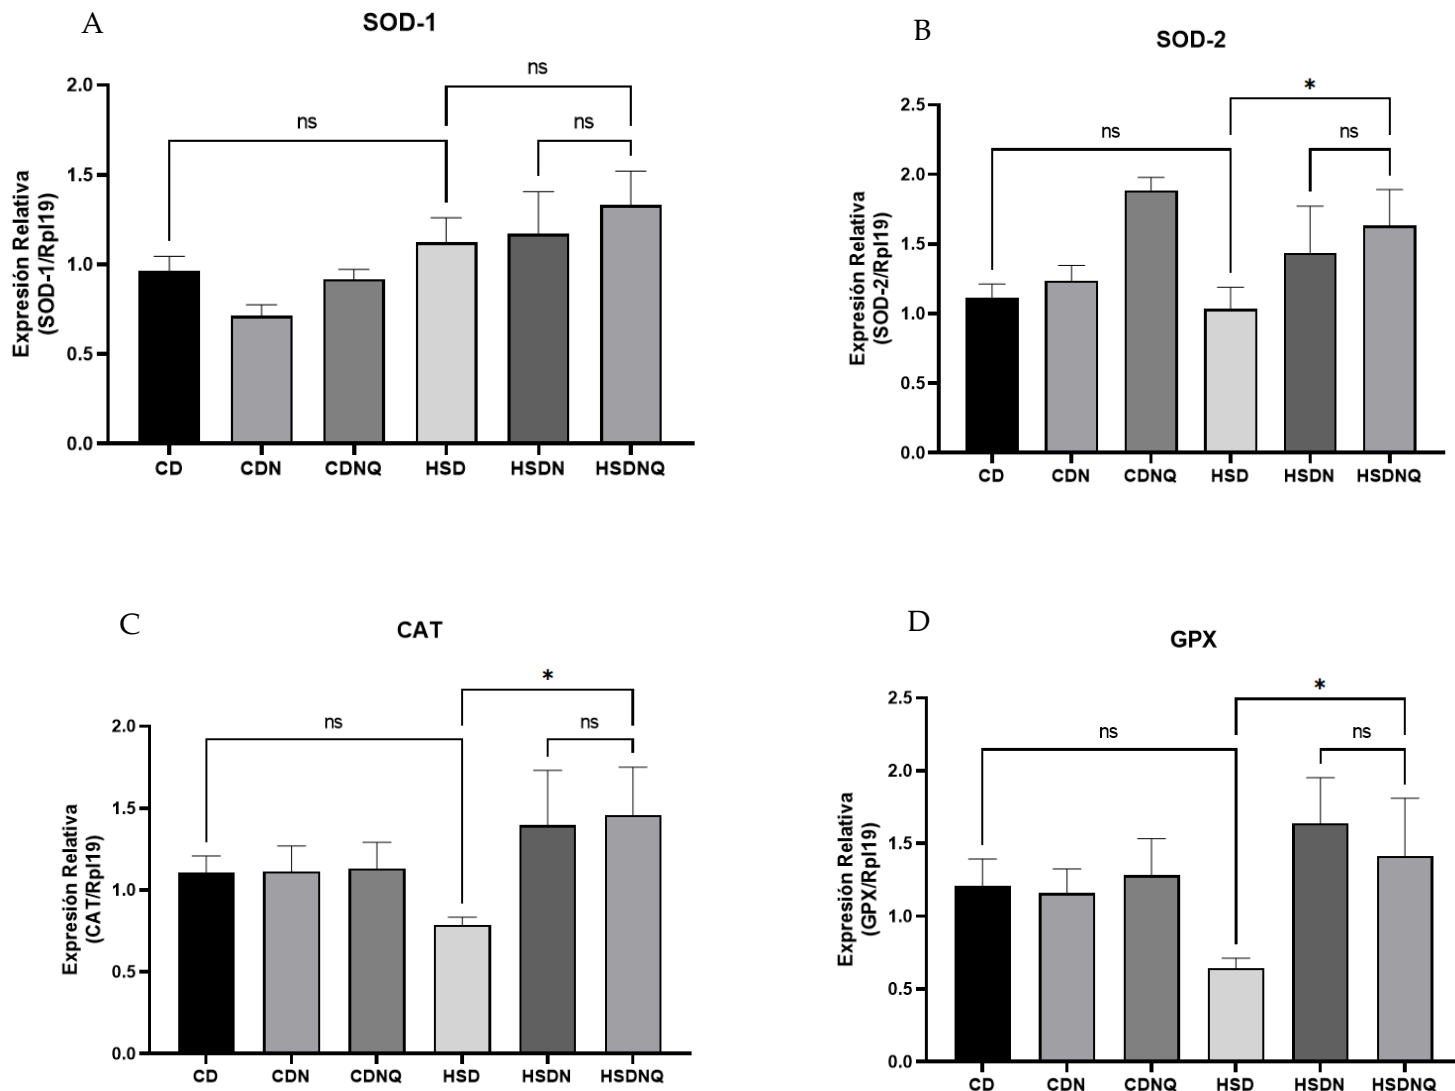 A
SOD-1
ns
ns
ns
2.0
1.5
1.0
0.5
0.0
Expresión Relativa
(SOD-1/Rpl19)
CD CDN CDNQ HSD HSDN HSDNQ
B
SOD-2
*
ns
ns
2.5
2.0
1.5
1.0
0.5
0.0
Expresión Relativa
(SOD-2/Rpl19)
CD CDN CDNQ HSD HSDN HSDNQ
C
CAT
*
ns
ns
2.0
1.5
1.0
0.5
0.0
Expresión Relativa
(CAT/Rpl19)
CD CDN CDNQ HSD HSDN HSDNQ
D
GPX
*
ns
ns
2.5
2.0
1.5
1.0
0.5
0.0
Expresión Relativa
(GPX/Rpl19)
CD CDN CDNQ HSD HSDN HSDNQ